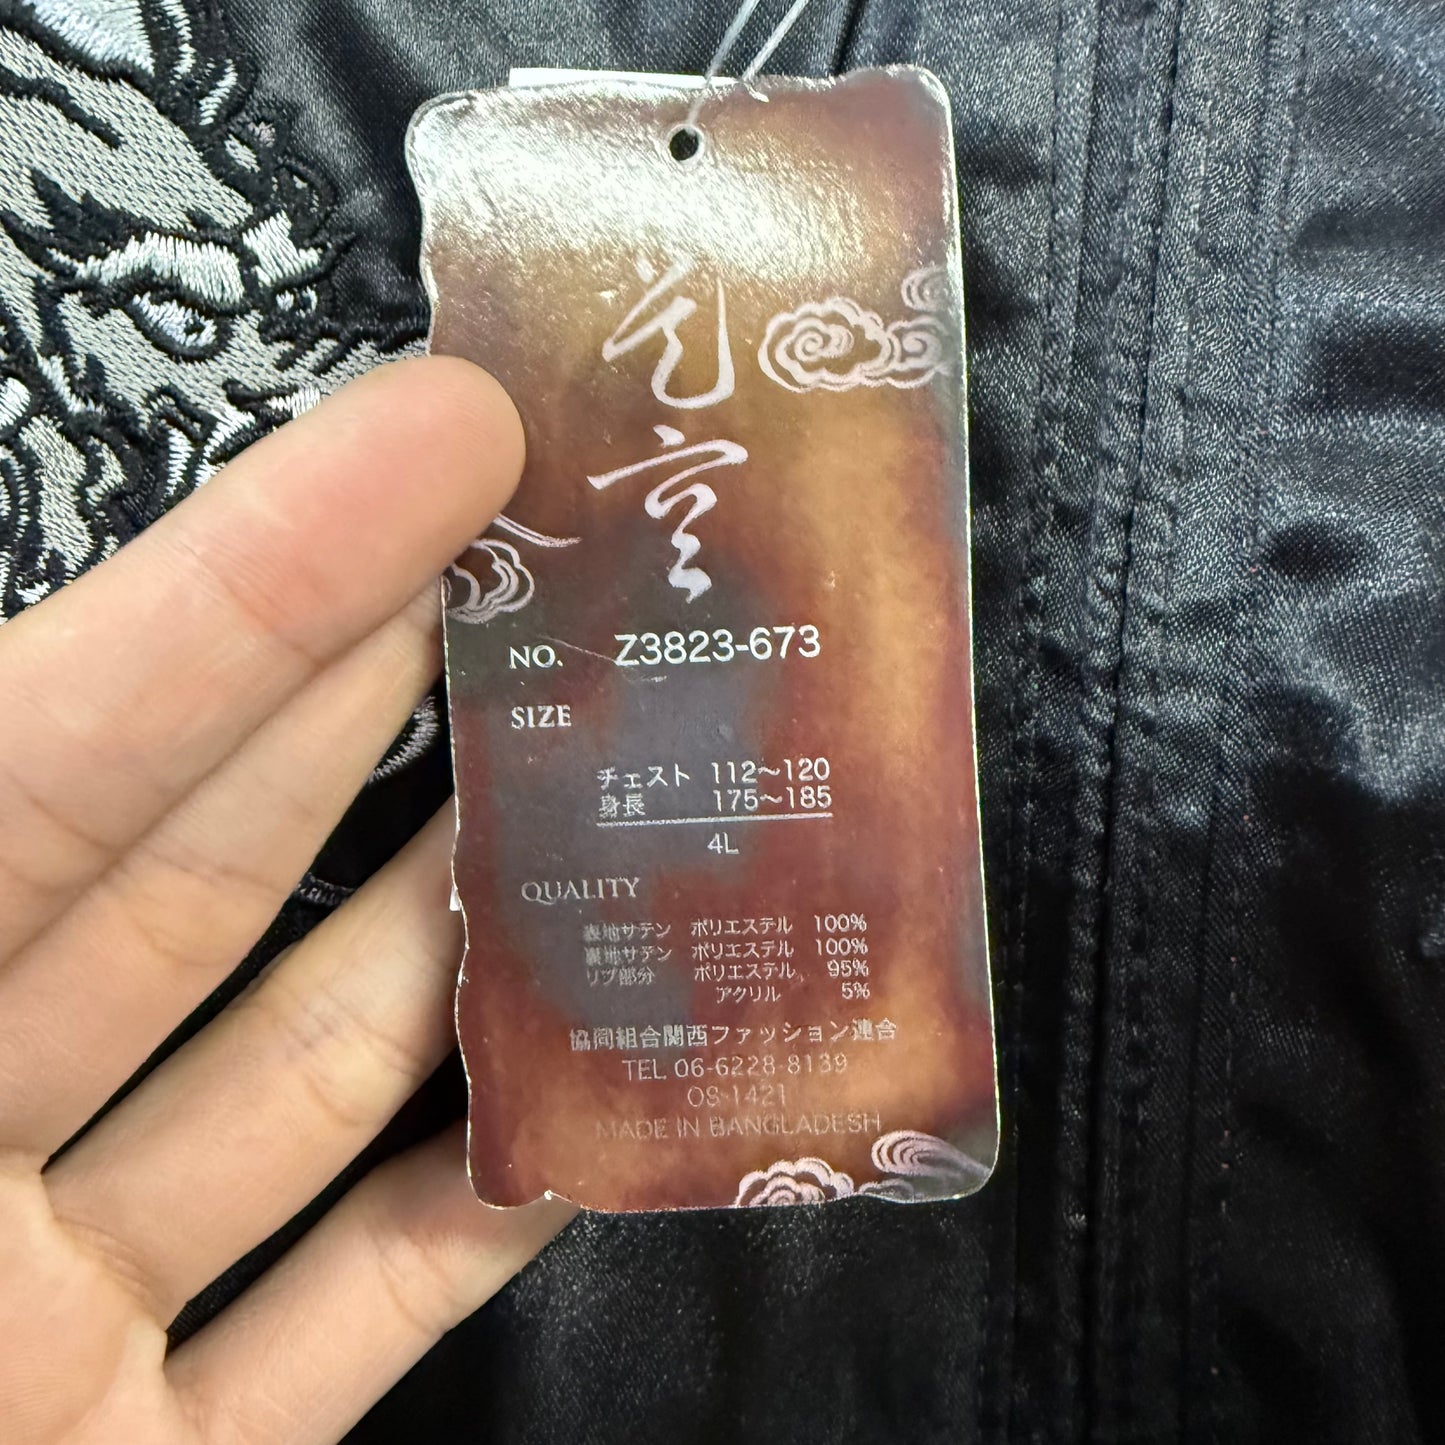 NO. Z3823-673
SIZE
チェスト 112〜120
身長 175〜185
4L
QUALITY
表地サテン ポリエステル 100%
裏地サテン ポリエステル 100%
リブ部分 ポリエステル 95%
アクリル 5%
協同組合関西ファッション連合
TEL 06-6228-8139
OS-1421
MADE IN BANGLADESH